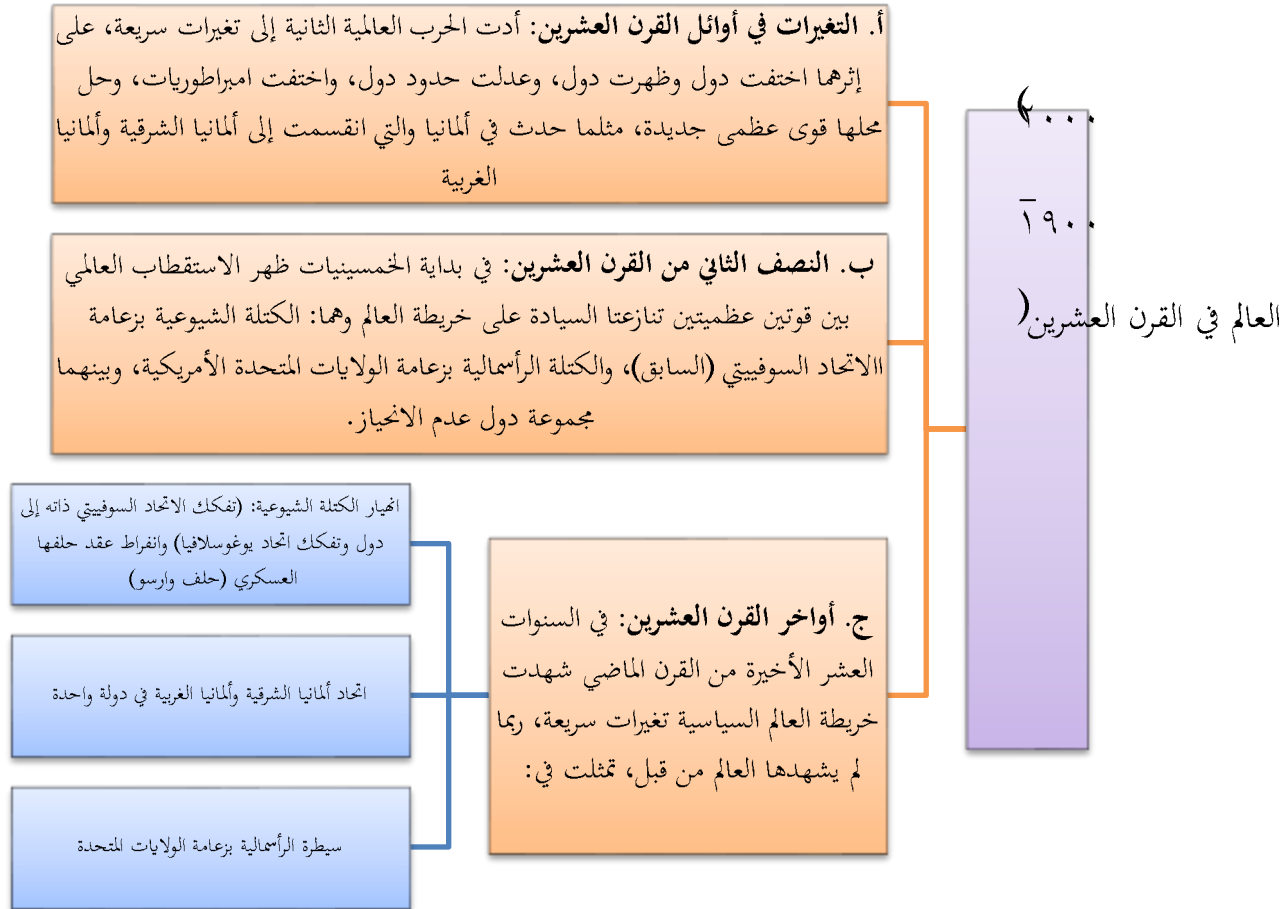 العالم في القرن العشرين(
١٩٠٠-
٢٠٠٠)
أ. التغيرات في أوائل القرن العشرين: أدت الحرب العالمية الثانية إلى تغيرات سريعة، على
إثرهما اختفت دول وظهرت دول، وعدلت حدود دول، واختفت امبراطوريات، وحل
محلها قوى عظمى جديدة، مثلما حدث في ألمانيا والتي انقسمت إلى ألمانيا الشرقية وألمانيا
الغربية
ب. النصف الثاني من القرن العشرين: في بداية الخمسينيات ظهر الاستقطاب العالمي
بين قوتين عظميتين تنازعتا السيادة على خريطة العالم وهما: الكتلة الشيوعية بزعامة
االاتحاد السوفييتي (السابق)، والكتلة الرأسمالية بزعامة الولايات المتحدة الأمريكية، وبينهما
مجموعة دول عدم الانحياز.
ج. أواخر القرن العشرين: في السنوات
العشر الأخيرة من القرن الماضي شهدت
خريطة العالم السياسية تغيرات سريعة، ربما
لم يشهدها العالم من قبل، تمثلت في:
انهيار الكتلة الشيوعية: (تفكك الاتحاد السوفييتي ذاته إلى
دول وتفكك اتحاد يوغوسلافيا) وانفراط عقد حلفها
العسكري (حلف وارسو)
اتحاد ألمانيا الشرقية وألمانيا الغربية في دولة واحدة
سيطرة الرأسمالية بزعامة الولايات المتحدة